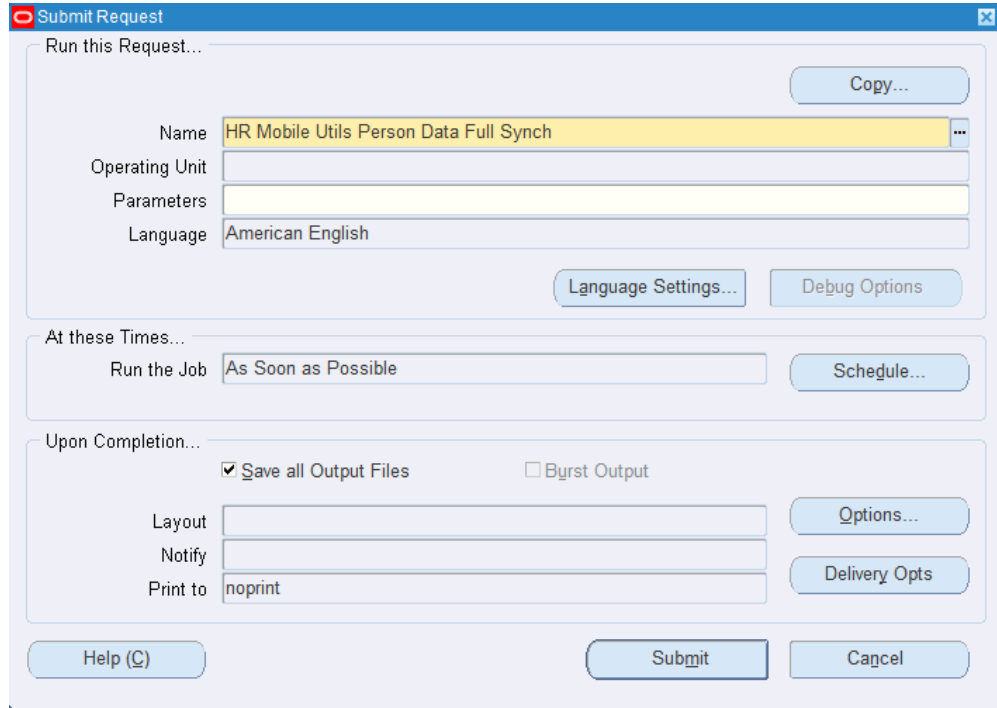 Submit Request
Run this Request...
Copy...
Name HR Mobile Utils Person Data Full Synch ...
Operating Unit
Parameters
Language American English
Language Settings... Debug Options
At these Times...
Run the Job As Soon as Possible Schedule...
Upon Completion...
Save all Output Files Burst Output
Layout Options...
Notify
Delivery Opts
Print to noprint
Help (C) Submit Cancel